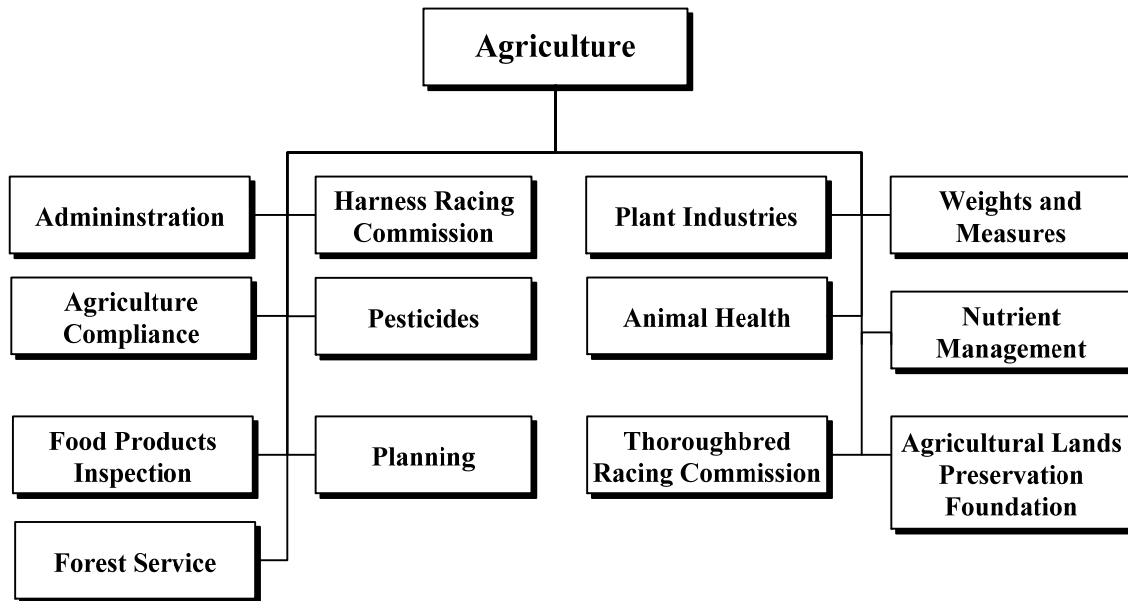 Agriculture
Admininstration
Harness Racing
Commission
Plant Industries
Weights and
Measures
Agriculture
Compliance
Pesticides
Animal Health
Nutrient
Management
Food Products
Inspection
Planning
Thoroughbred
Racing Commission
Agricultural Lands
Preservation
Foundation
Forest Service